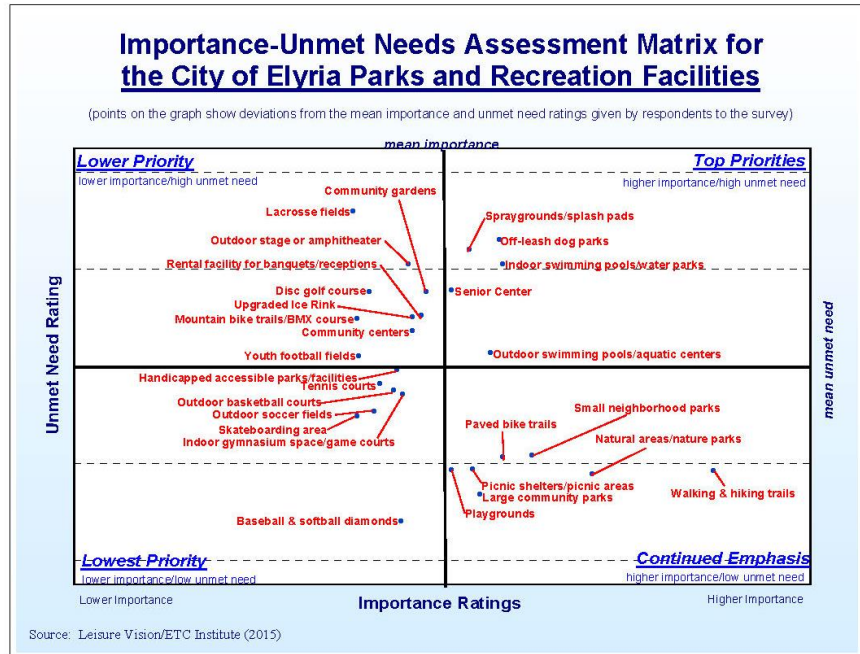 Importance-Unmet Needs Assessment Matrix for
the City of Elyria Parks and Recreation Facilities
(points on the graph show deviations from the mean importance and unmet need ratings given by respondents to the survey)
mean importance
Lower Priority
lower importance/high unmet need
Top Priorities
higher importance/high unmet need
Community gardens
Lacrosse fields
Spraygrounds/splash pads
Outdoor stage or amphitheater
Off-leash dog parks
Rental facility for banquets/receptions
Indoor swimming pools/water parks
Disc golf course
Senior Center
Upgraded Ice Rink
Mountain bike trails/BMX course
Community centers
Youth football fields
Outdoor swimming pools/aquatic centers
Unmet Need Rating
mean unmet need
Handicapped accessible parks/facilities
Tennis courts
Outdoor basketball courts
Outdoor soccer fields
Skateboarding area
Indoor gymnasium space/game courts
Small neighborhood parks
Paved bike trails
Natural areas/nature parks
Picnic shelters/picnic areas
Large community parks
Walking & hiking trails
Playgrounds
Baseball & softball diamonds
Lowest Priority
lower importance/low unmet need
Continued Emphasis
higher importance/low unmet need
Lower Importance
Importance Ratings
Higher Importance
Source: Leisure Vision/ETC Institute (2015)